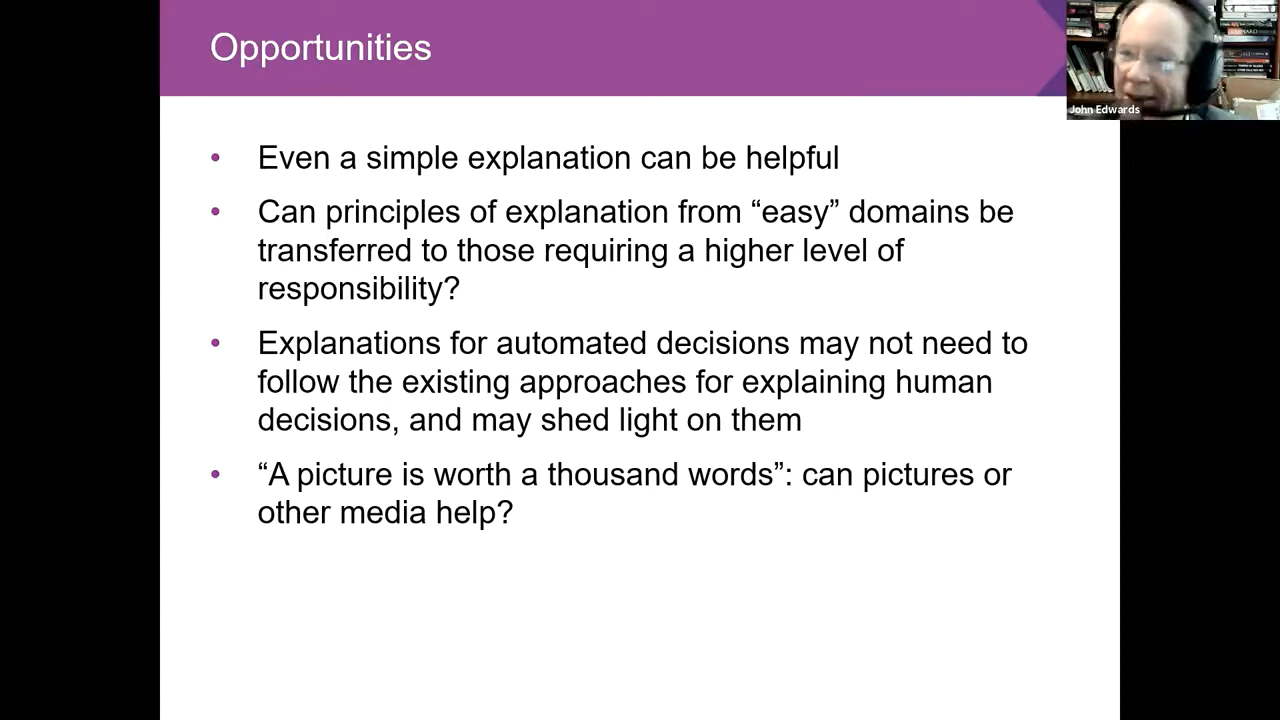 Opportunities
John Edwards
• Even a simple explanation can be helpful
• Can principles of explanation from “easy” domains be
transferred to those requiring a higher level of
responsibility?
• Explanations for automated decisions may not need to
follow the existing approaches for explaining human
decisions, and may shed light on them
• “A picture is worth a thousand words”: can pictures or
other media help?